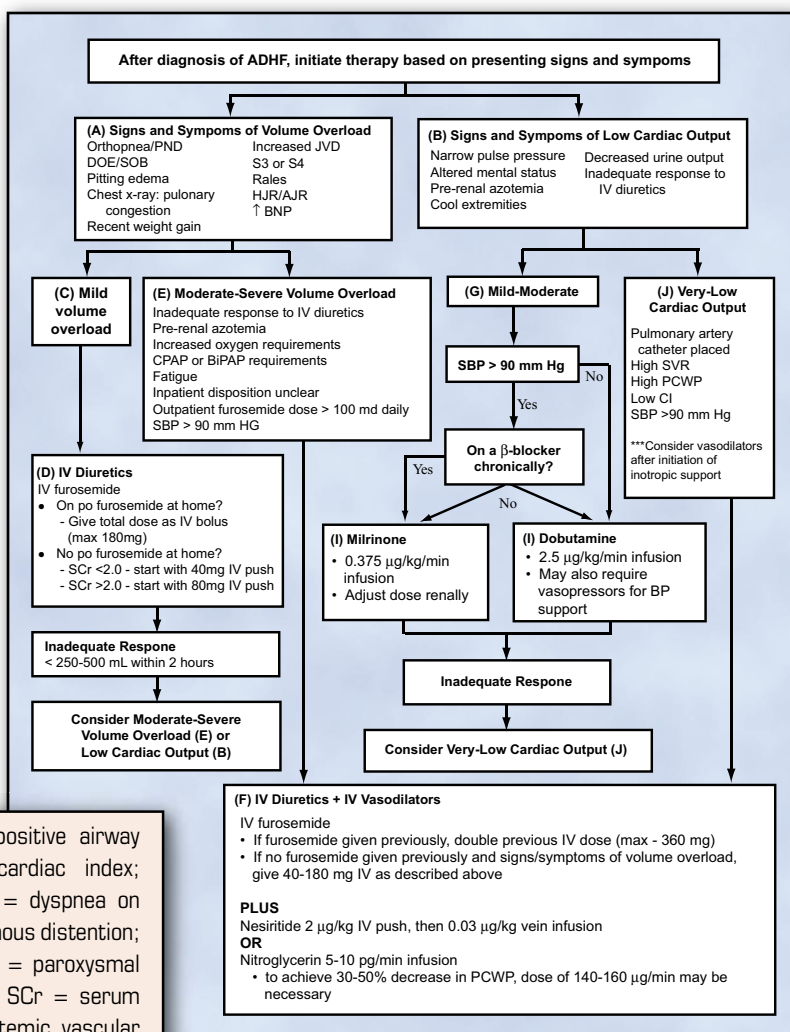 After diagnosis of ADHF, initiate therapy based on presenting signs and sympoms
(A) Signs and Sympoms of Volume Overload
Orthopnea/PND
DOE/SOB
Pitting edema
Chest x-ray: pulonary
congestion
Recent weight gain
Increased JVD
S3 or S4
Rales
HJR/AJR
↑ BNP
(B) Signs and Sympoms of Low Cardiac Output
Narrow pulse pressure
Altered mental status
Pre-renal azotemia
Cool extremities
Decreased urine output
Inadequate response to
IV diuretics
(C) Mild
volume
overload
(E) Moderate-Severe Volume Overload
Inadequate response to IV diuretics
Pre-renal azotemia
Increased oxygen requirements
CPAP or BiPAP requirements
Fatigue
Inpatient disposition unclear
Outpatient furosemide dose > 100 md daily
SBP > 90 mm HG
(G) Mild-Moderate
(J) Very-Low
Cardiac Output
Pulmonary artery
catheter placed
High SVR
High PCWP
Low CI
SBP >90 mm Hg
***Consider vasodilators
after initiation of
inotropic support
SBP > 90 mm Hg
No
Yes
On a β-blocker
chronically?
Yes
No
(D) IV Diuretics
IV furosemide
• On po furosemide at home?
- Give total dose as IV bolus
(max 180mg)
• No po furosemide at home?
- SCr <2.0 - start with 40mg IV push
- SCr >2.0 - start with 80mg IV push
(I) Milrinone
• 0.375 μg/kg/min
infusion
• Adjust dose renally
(I) Dobutamine
• 2.5 μg/kg/min infusion
• May also require
vasopressors for BP
support
Inadequate Respone
< 250-500 mL within 2 hours
Inadequate Respone
Consider Moderate-Severe
Volume Overload (E) or
Low Cardiac Output (B)
Consider Very-Low Cardiac Output (J)
(F) IV Diuretics + IV Vasodilators
IV furosemide
• If furosemide given previously, double previous IV dose (max - 360 mg)
• If no furosemide given previously and signs/symptoms of volume overload,
give 40-180 mg IV as described above
PLUS
Nesiritide 2 μg/kg IV push, then 0.03 μg/kg vein infusion
OR
Nitroglycerin 5-10 pg/min infusion
• to achieve 30-50% decrease in PCWP, dose of 140-160 μg/min may be
necessary
positive airway
cardiac index;
= dyspnea on
nous distention;
= paroxysmal
SCr = serum
temic vascular